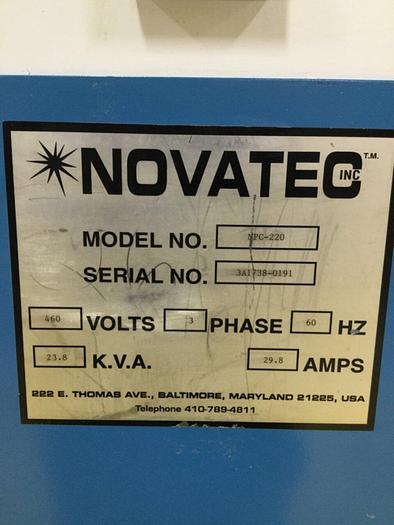 NOVATEC INC T.M.
MODEL NO. MPC-220
SERIAL NO. 3A1738-0191
460 VOLTS 3 PHASE 60 HZ
23.8 K.V.A. 29.8 AMPS
222 E. THOMAS AVE., BALTIMORE, MARYLAND 21225, USA
Telephone 410-789-4811